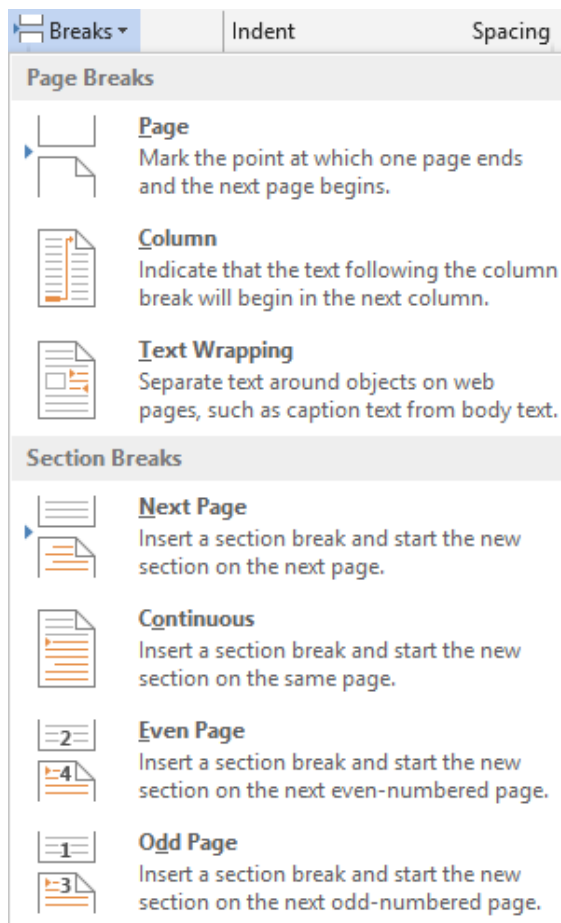 Breaks Indent Spacing
Page Breaks
Page
Mark the point at which one page ends
and the next page begins.
Column
Indicate that the text following the column
break will begin in the next column.
Text Wrapping
Separate text around objects on web
pages, such as caption text from body text.
Section Breaks
Next Page
Insert a section break and start the new
section on the next page.
Continuous
Insert a section break and start the new
section on the same page.
2
4
Even Page
Insert a section break and start the new
section on the next even-numbered page.
1
3
Odd Page
Insert a section break and start the new
section on the next odd-numbered page.